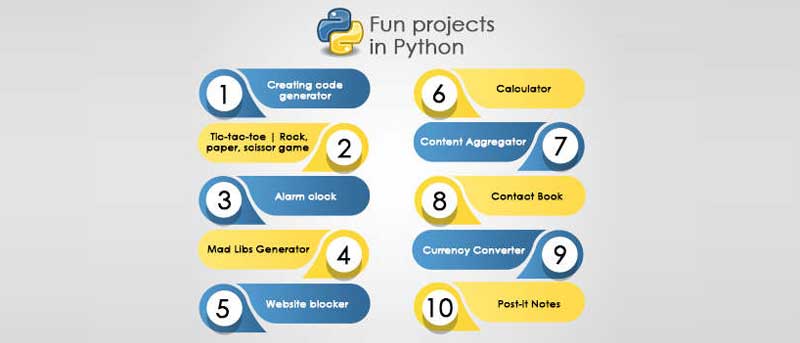 Fun projects
in Python
1
Creating code
generator
Tic-tac-toe | Rock,
paper, scissor game
2
3
Alarm clock
Mad Libs Generator
4
5
Website blocker
6
Calculator
Content Aggregator
7
8
Contact Book
Currency Converter
9
10
Post-it Notes